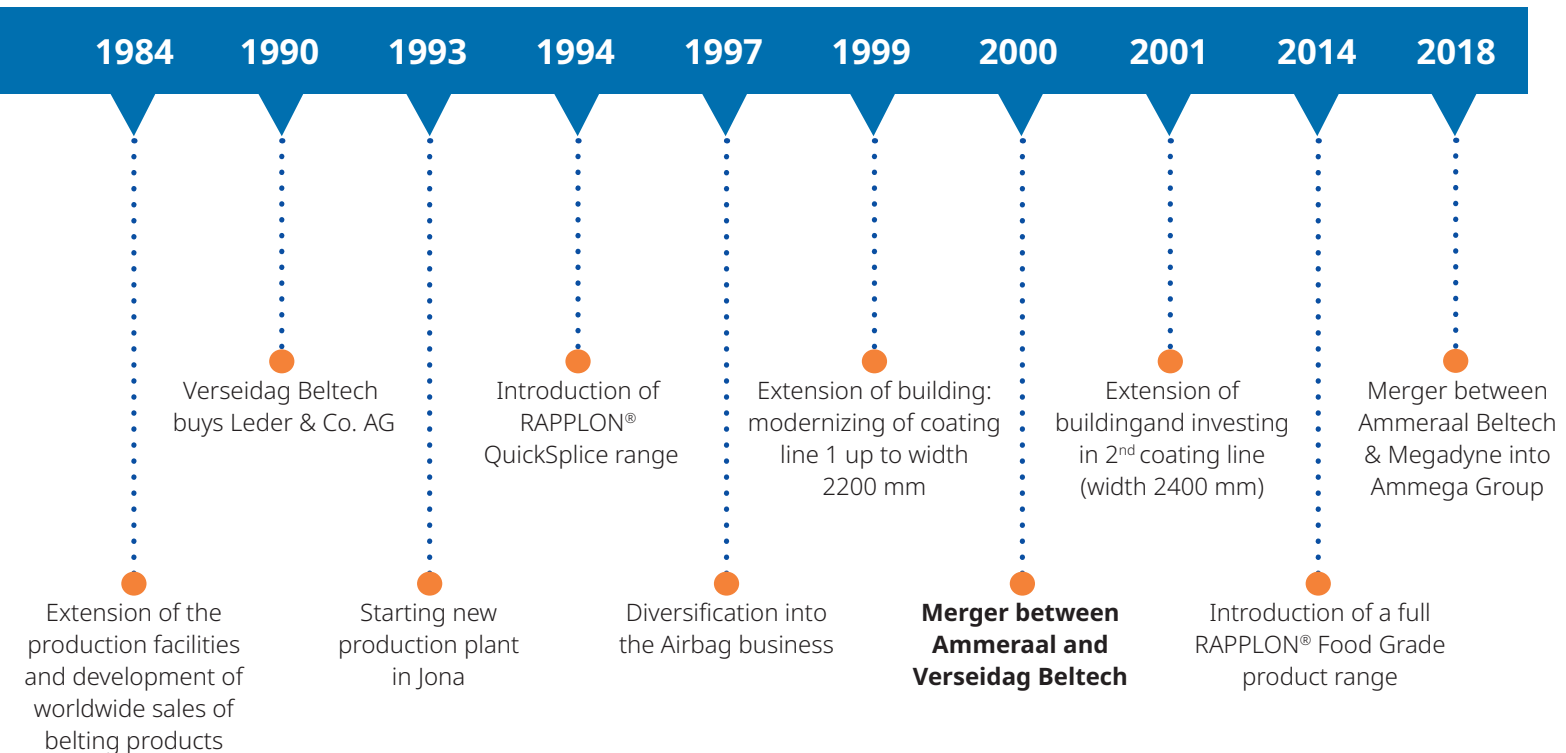 1984 1990 1993 1994 1997 1999 2000 2001 2014 2018
Verseidag Beltech
buys Leder & Co. AG
Introduction of
RAPPLON®
QuickSplice range
Extension of building:
modernizing of coating
line 1 up to width
2200 mm
Extension of
buildingand investing
in 2nd coating line
(width 2400 mm)
Merger between
Ammeraal Beltech
& Megadyne into
Ammega Group
Extension of the
production facilities
and development of
worldwide sales of
belting products
Starting new
production plant
in Jona
Diversification into
the Airbag business
Merger between
Ammeraal and
Verseidag Beltech
Introduction of a full
RAPPLON® Food Grade
product range